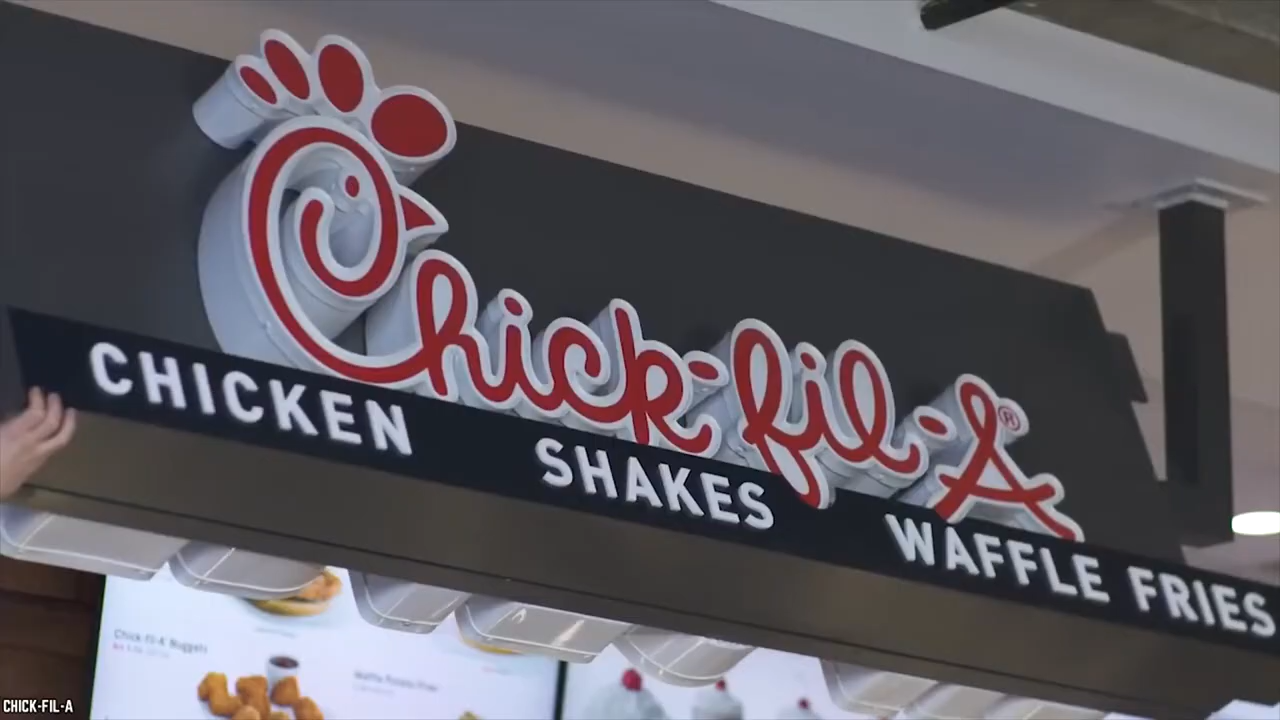 Chick-fil-A®
CHICKEN SHAKES WAFFLE FRIES
Chick-fil-A Nuggets
Waffle Potato Fries
CHICK-FIL-A